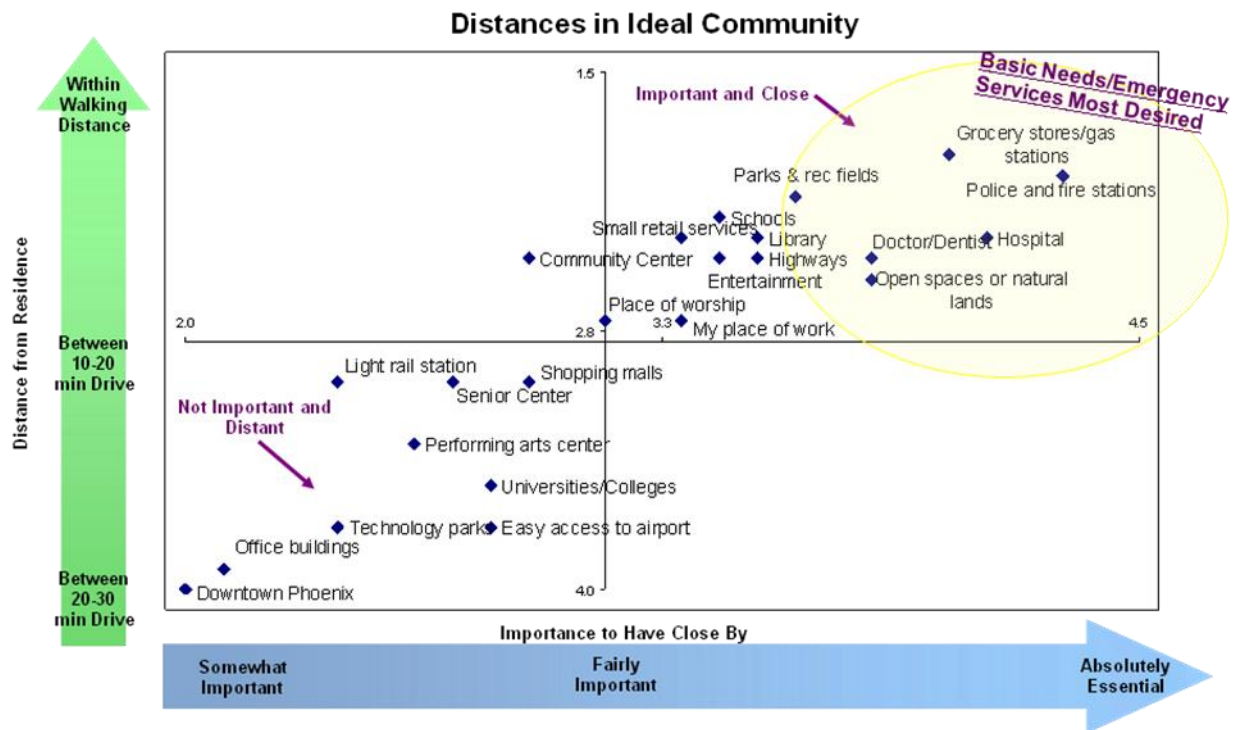 Distances in Ideal Community
Within
Walking
Distance
Distance from Residence
Between
10-20
min Drive
Between
20-30
min Drive
1.5
Important and Close
Basic Needs/Emergency
Services Most Desired
Grocery stores/gas
stations
Police and fire stations
Parks & rec fields
Schools
Small retail services
Library
Doctor/Dentist
Hospital
Community Center
Highways
Entertainment
Open spaces or natural
lands
Place of worship
2.0
2.8
3.3
My place of work
4.5
Light rail station
Shopping malls
Senior Center
Not Important and
Distant
Performing arts center
Universities/Colleges
Technology parks
Easy access to airport
Office buildings
Downtown Phoenix
4.0
Importance to Have Close By
Somewhat
Important
Fairly
Important
Absolutely
Essential